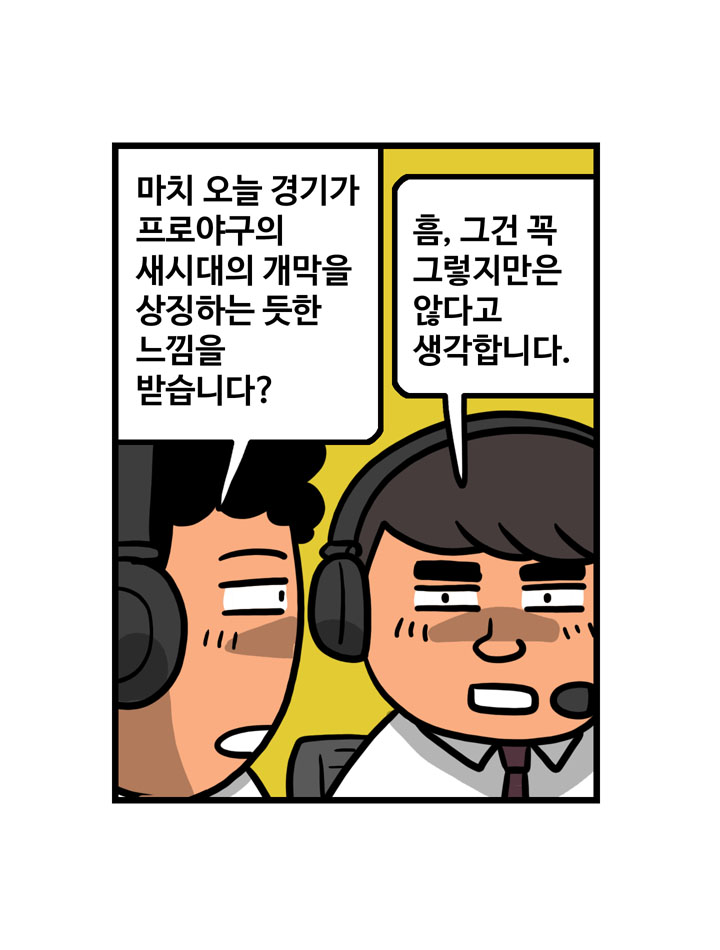 마치 오늘 경기가
프로야구의
새시대의 개막을
상징하는 듯한
느낌을
받습니다?
흠, 그건 꼭
그렇지만은
않다고
생각합니다.